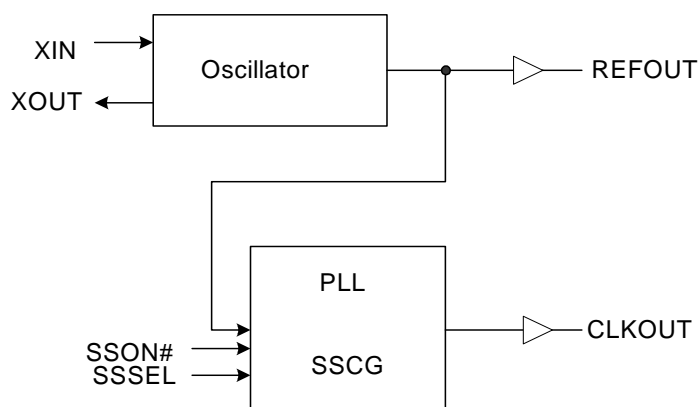 XIN
Oscillator
REFOUT
XOUT
PLL
CLKOUT
SSON#
SSSEL
SSCG